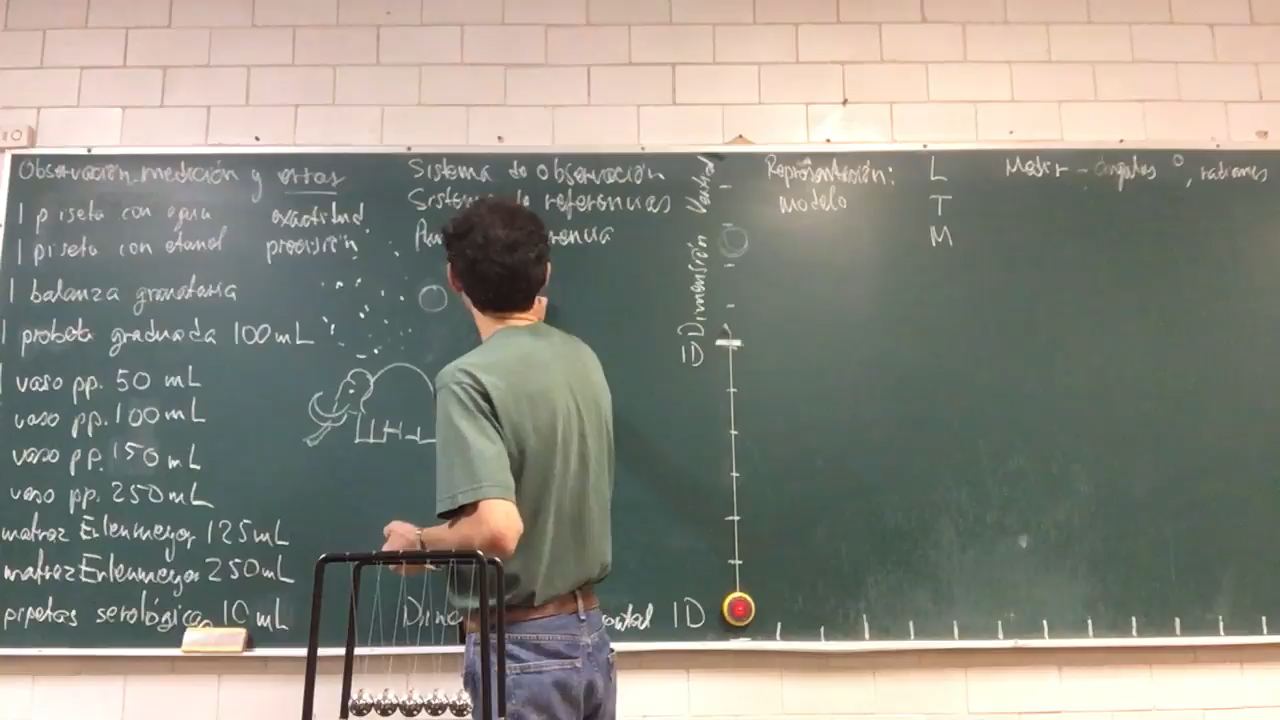 Observación, medición y errores
1 piseta con agua
exactitud
1 piseta con etanol
precisión
1 balanza granataria
1 probeta graduada 100 mL
1 vaso pp. 50 mL
vaso pp. 100 mL
vaso pp. 150 mL
vaso pp. 250 mL
matraz Erlenmeyer 125 mL
matraz Erlenmeyer 250 mL
pipetas serológica 10 mL
Sistema de observación
Sistema de referencias
1D Dimensión Vertical
1D
Representación:
modelo
L
T
M
Medir - ángulos °, radianes